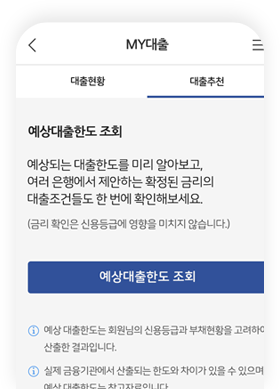 MY대출
대출현황
대출추천
예상대출한도 조회
예상되는 대출한도를 미리 알아보고,
여러 은행에서 제안하는 확정된 금리의
대출조건들도 한 번에 확인해보세요.
(금리 확인은 신용등급에 영향을 미치지 않습니다.)
예상대출한도 조회
예상 대출한도는 회원님의 신용등급과 부채현황을 고려하여
산출한 결과입니다.
실제 금융기관에서 산출되는 한도와 차이가 있을 수 있으며
예상 대출한도는 참고자료입니다.